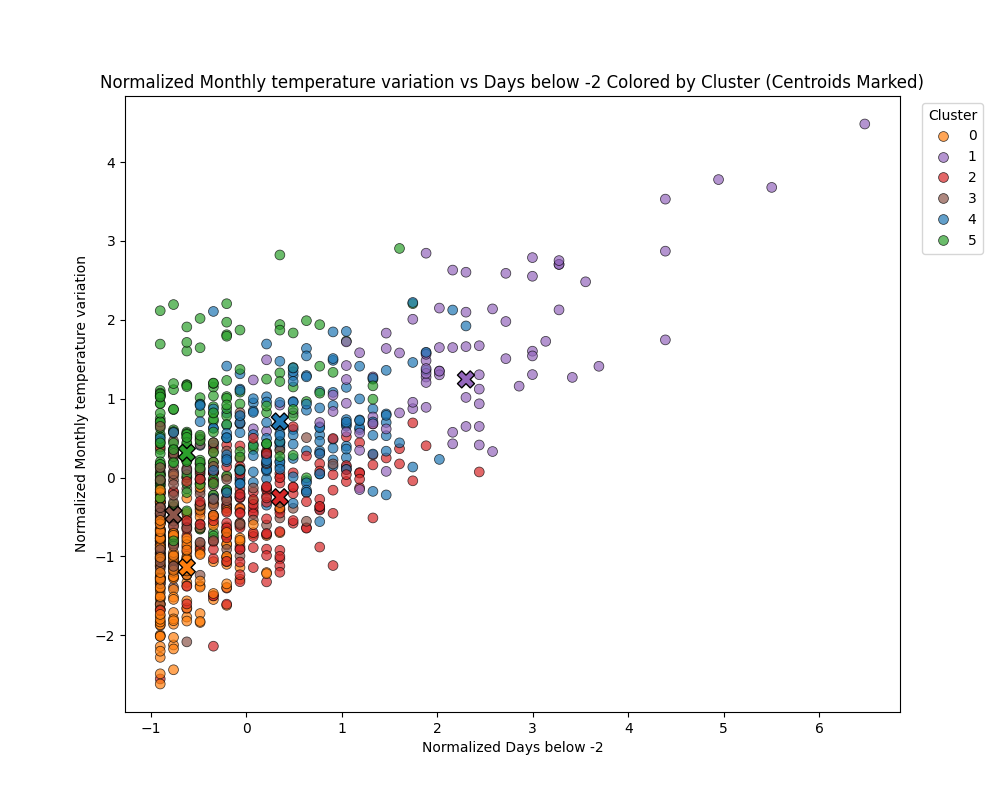 Normalized Monthly temperature variation vs Days below -2 Colored by Cluster (Centroids Marked)
Cluster
0
1
2
3
4
5
Normalized Monthly temperature variation
4
3
2
1
0
−1
−2
−1 0 1 2 3 4 5 6
Normalized Days below -2